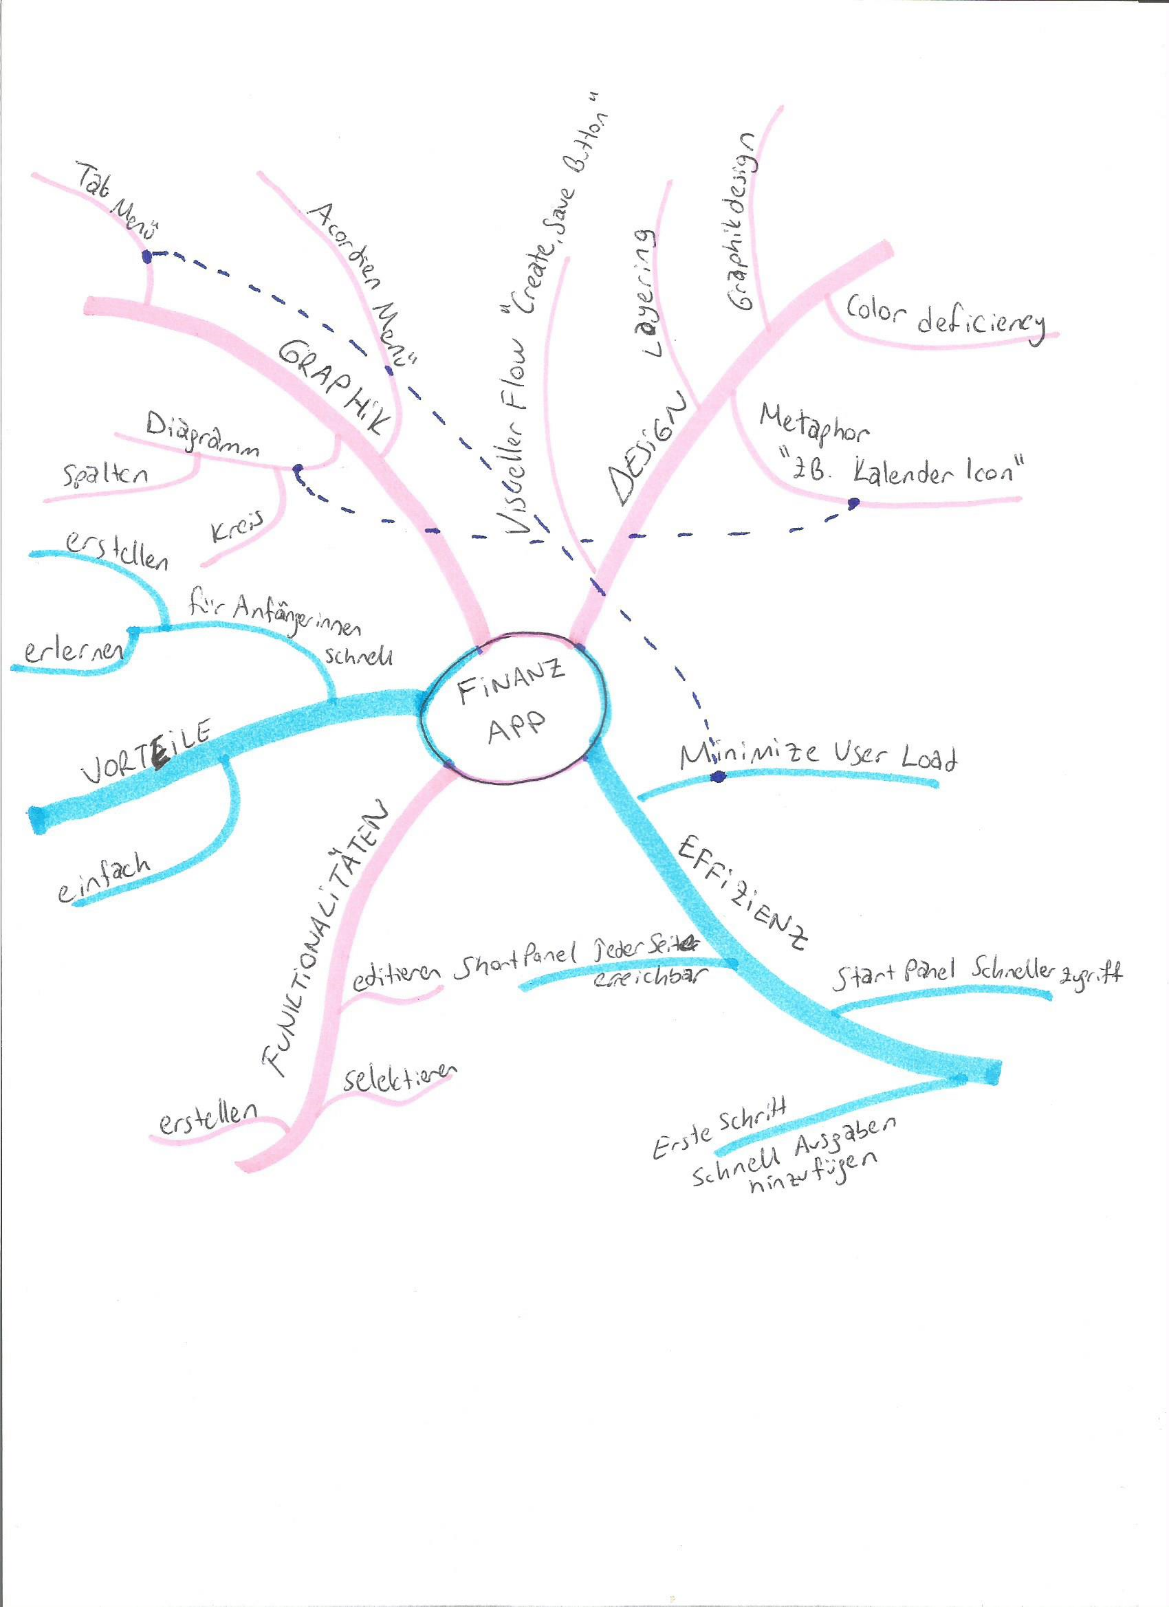 Tab
Menü
Acordien Menü
GRAPHIK
Diagramm
Spalten
Kreis
Visueller Flow "Create, Save Button"
Layering
Graphikdesign
DESIGN
Color deficiency
Metaphor
"zB. Kalender Icon"
erstellen
für Anfängerinnen
schnell
erlernen
VORTEILE
einfach
FINANZ
APP
Minimize User Load
EFFIZIENZ
Short Panel jeder Seite
erreichbar
Start Panel Schneller zugriff
Erste Schritt
schnell Ausgaben
hinzufügen
FUNKTIONALITÄTEN
editieren
selektieren
erstellen